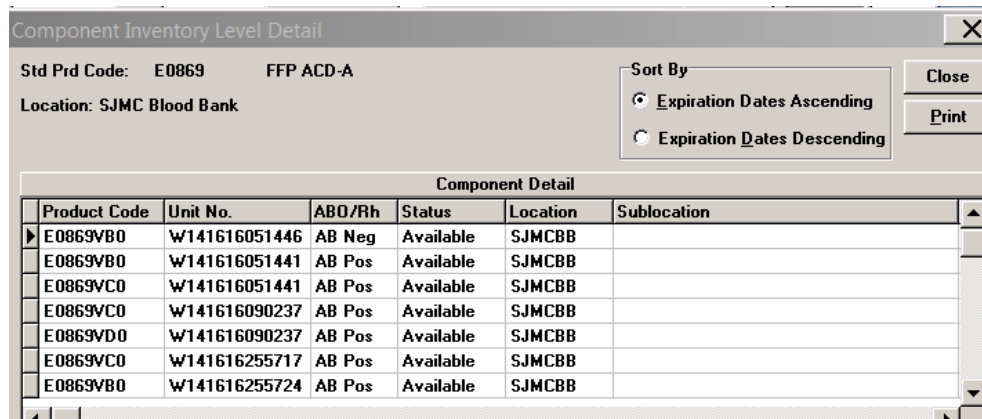 Component Inventory Level Detail
Std Prd Code: E0869 FFP ACD-A
Location: SJMC Blood Bank
Sort By
Expiration Dates Ascending
Expiration Dates Descending
Close
Print
Component Detail
Product Code Unit No. ABO/Rh Status Location Sublocation
E0869VB0 W141616051446 AB Neg Available SJMCBB
E0869VB0 W141616051441 AB Pos Available SJMCBB
E0869VC0 W141616051441 AB Pos Available SJMCBB
E0869VC0 W141616090237 AB Pos Available SJMCBB
E0869VD0 W141616090237 AB Pos Available SJMCBB
E0869VC0 W141616255717 AB Pos Available SJMCBB
E0869VB0 W141616255724 AB Pos Available SJMCBB